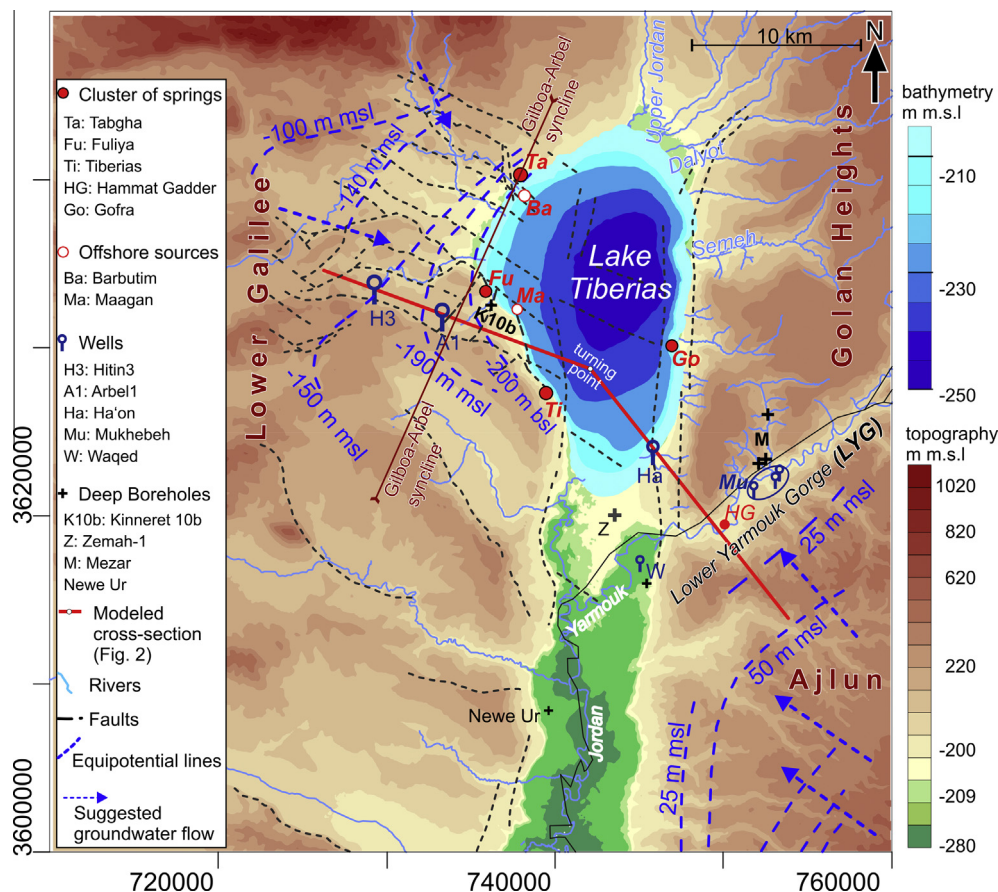 Cluster of springs
Ta: Tabgha
Fu: Fuliya
Ti: Tiberias
HG: Hammat Gadder
Go: Gofra
Offshore sources
Ba: Barbutim
Ma: Maagan
Wells
H3: Hitin3
A1: Arbel1
Ha: Ha'on
Mu: Mukhebeh
W: Waqed
Deep Boreholes
K10b: Kinneret 10b
Z: Zemah-1
M: Mezar
Newe Ur
Modeled
cross-section
(Fig. 2)
Rivers
Faults
Equipotential lines
Suggested
groundwater flow
10 km
N
Upper Jordan
Gilboa-Arbel
syncline
-100 m msl
-140 m msl
Ta
Ba
Dalyot
Semeh
Golan Heights
Lower Galilee
Lake
Tiberias
Fu
Ma
K10b
H3
A1
turning
point
Go
-150 m msl
-190 m msl
-200 m bsl
Ti
Gilboa-Arbel
syncline
Ha
M
Mu
HG
Lower Yarmouk Gorge (LYG)
Z
W
Yarmouk
25 m msl
50 m msl
Ajlun
Newe Ur
Jordan
25 m msl
bathymetry
m m.s.l
-210
-230
-250
topography
m m.s.l
1020
820
620
220
-200
-209
-280
3620000
3600000
720000
740000
760000